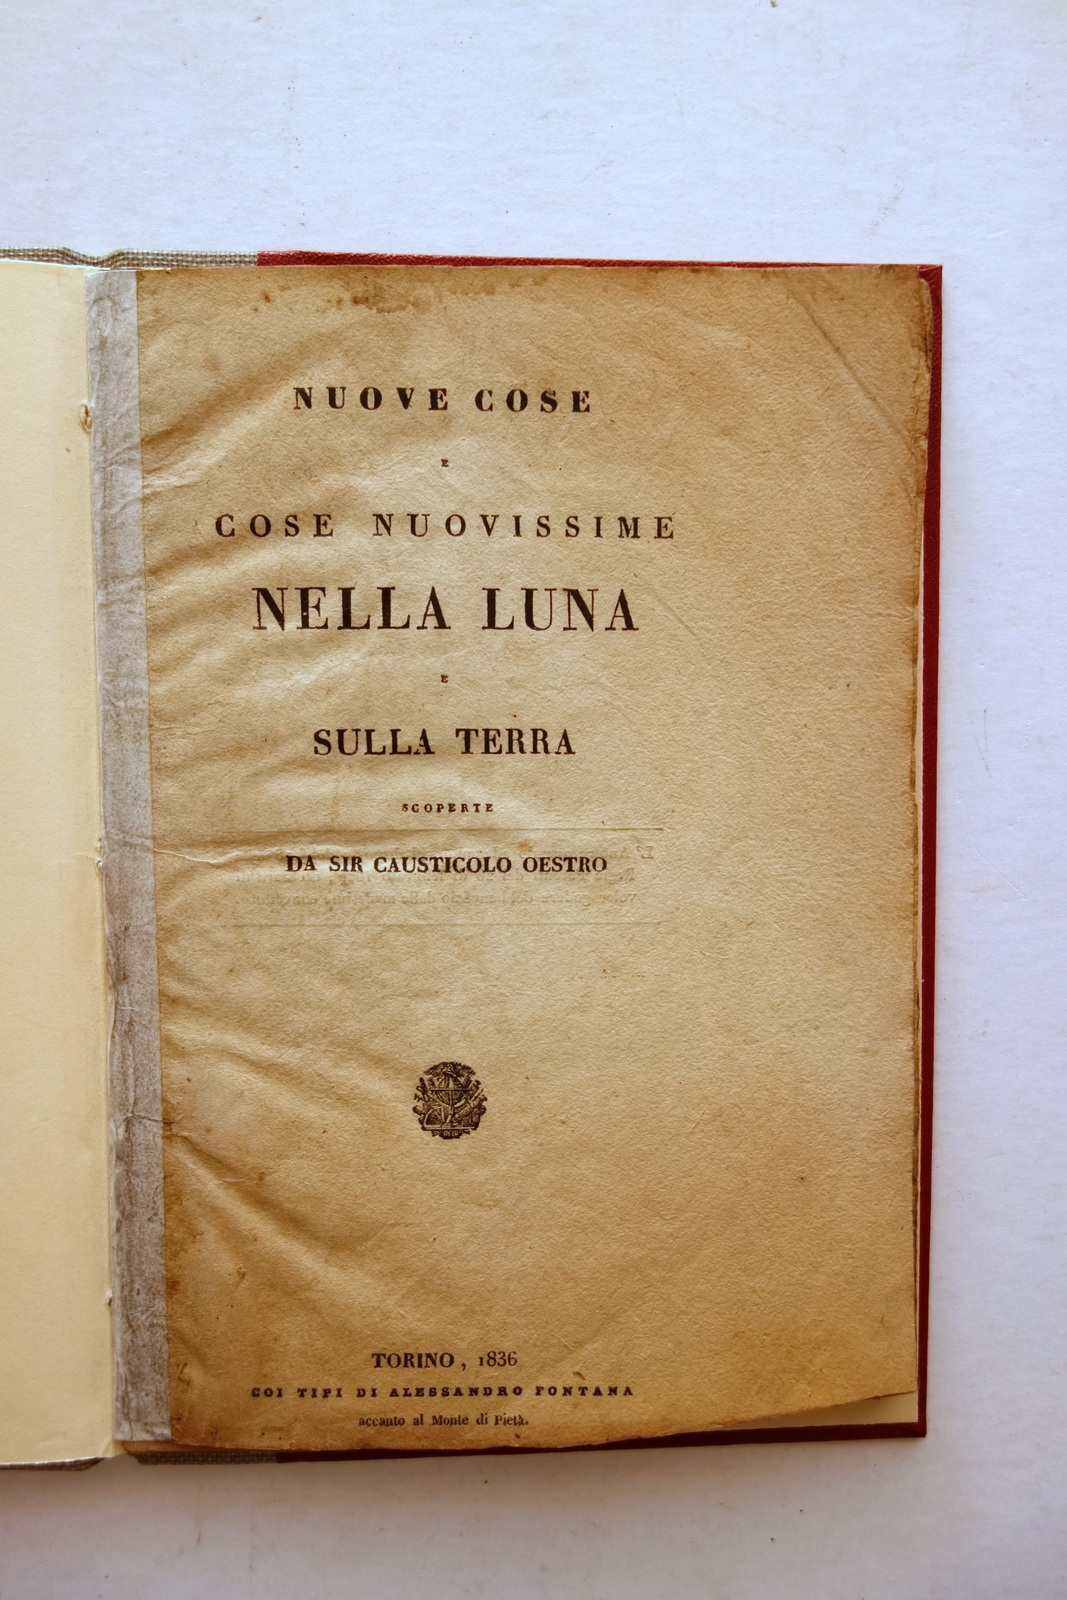 NUOVE COSE
E
COSE NUOVISSIME
NELLA LUNA
E
SULLA TERRA
SCOPERTE
DA SIR CAUSTICOLO OESTRO
TORINO, 1836
COI TIPI DI ALESSANDRO FONTANA
accanto al Monte di Pietà.